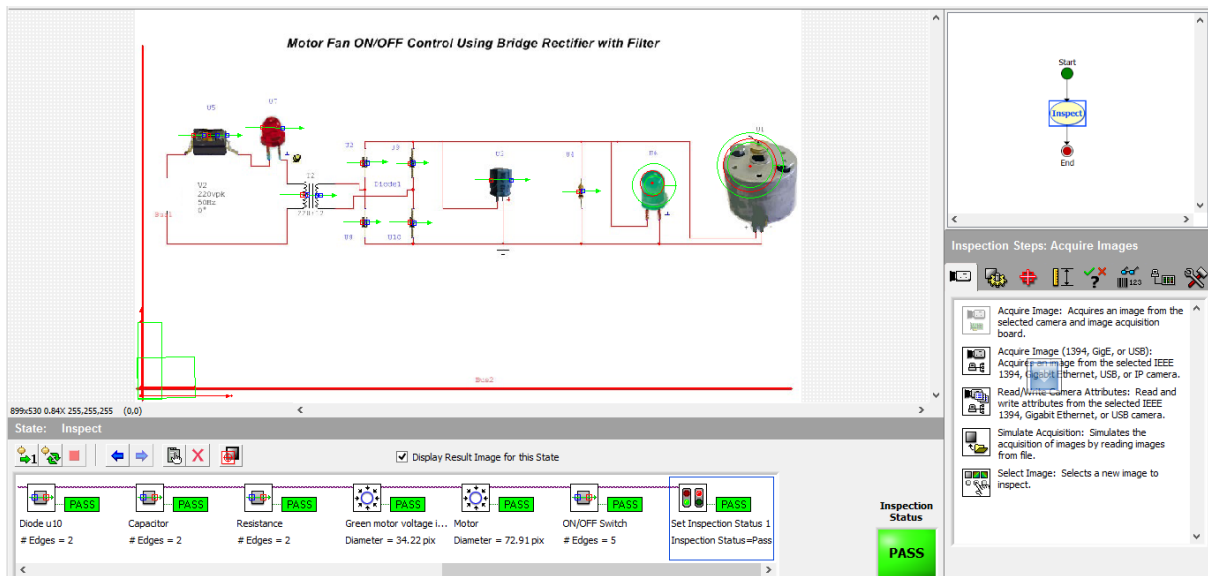 Motor Fan ON/OFF Control Using Bridge Rectifier with Filter
U5
U7
U1
J2
J3
I2
Diode1
V2
220vpk
50Hz
0°
220/12
Bus1
U9
U10
Bus2
899x530 0.84X 255,255,255 (0,0)
Start
Inspect
End
Inspection Steps: Acquire Images
Acquire Image: Acquires an image from the
selected camera and image acquisition
board.
Acquire Image (1394, GigE, or USB):
Acquires an image from the selected IEEE
1394, Gigabit Ethernet, USB, or IP camera.
Read/Write Camera Attributes: Read and
write attributes from the selected IEEE
1394, Gigabit Ethernet, or USB camera.
Simulate Acquisition: Simulates the
acquisition of images by reading images
from file.
Select Image: Selects a new image to
inspect.
State: Inspect
Display Result Image for this State
PASS
Diode u10
# Edges = 2
PASS
Capacitor
# Edges = 2
PASS
Resistance
# Edges = 2
PASS
Green motor voltage i...
Diameter = 34.22 pix
PASS
Motor
Diameter = 72.91 pix
PASS
ON/OFF Switch
# Edges = 5
PASS
Set Inspection Status 1
Inspection Status=Pass
Inspection
Status
PASS